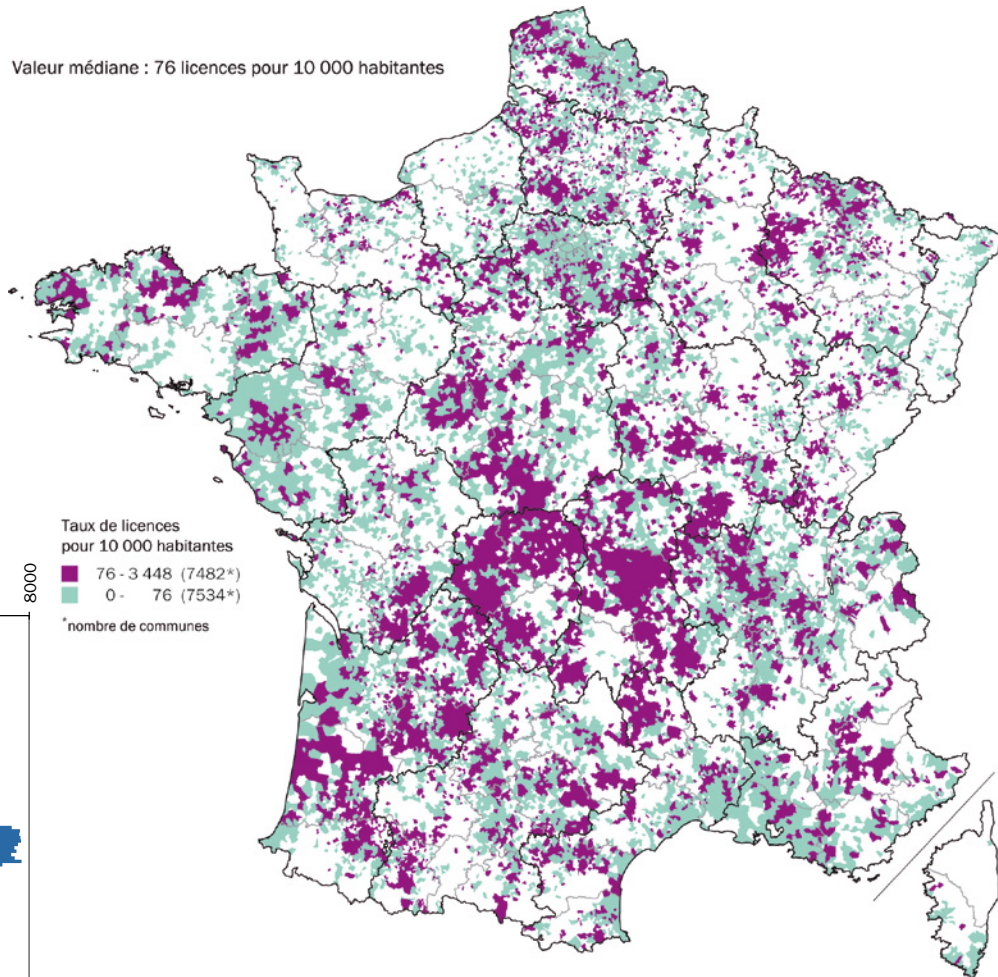 Valeur médiane : 76 licences pour 10 000 habitantes
Taux de licences
pour 10 000 habitantes
76 - 3 448 (7482*)
0 - 76 (7534*)
*nombre de communes
8000